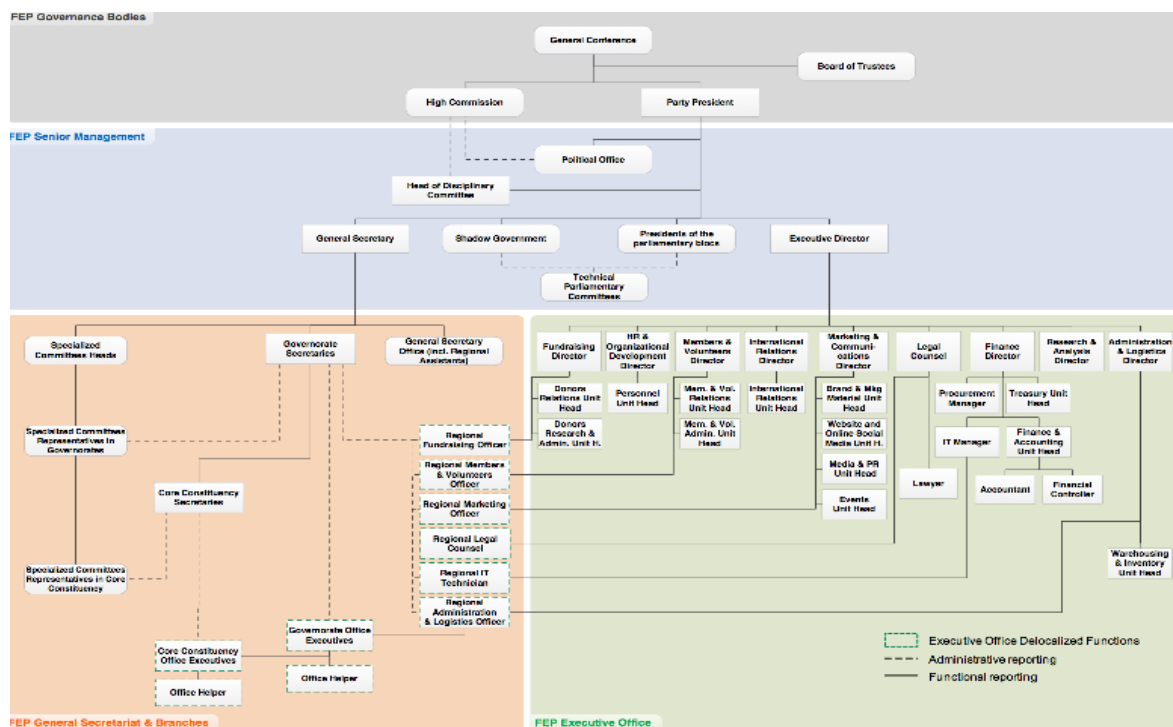 FEP Governance Bodies
General Conference
Board of Trustees
High Commission
Party President
FEP Senior Management
Political Office
Head of Disciplinary
Committee
General Secretary
Shadow Government
Presidents of the
parliamentary blocs
Executive Director
Technical
Parliamentary
Committees
Specialized
Committees Heads
Governorate
Secretaries
General Secretary
Office (incl. Regional
Assistants)
Specialized Committees
Representatives in
Governorates
Core Constituency
Secretaries
Specialized Committees
Representatives in Core
Constituency
Regional
Fundraising Officer
Regional Members
& Volunteers
Officer
Regional Marketing
Officer
Regional Legal
Counsel
Regional IT
Technician
Regional
Administration
& Logistics Officer
Governorate Office
Executives
Core Constituency
Office Executives
Office Helper
Office Helper
FEP General Secretariat & Branches
Fundraising
Director
HR &
Organizational
Development
Director
Members &
Volunteers
Director
International
Relations
Director
Marketing &
Communi-
cations
Director
Legal
Counsel
Finance
Director
Research &
Analysis
Director
Administration
& Logistics
Director
Donors
Relations Unit
Head
Personnel
Unit Head
Mem. & Vol.
Relations
Unit Head
International
Relations
Unit Head
Brand & Mkg
Material Unit
Head
Procurement
Manager
Treasury Unit
Head
Donors
Research &
Admin. Unit H.
Mem. & Vol.
Admin. Unit
Head
Website and
Online Social
Media Unit H.
IT Manager
Finance &
Accounting
Unit Head
Media & PR
Unit Head
Lawyer
Accountant
Financial
Controller
Events
Unit Head
Warehousing
& Inventory
Unit Head
Executive Office Delocalized Functions
Administrative reporting
Functional reporting
FEP Executive Office